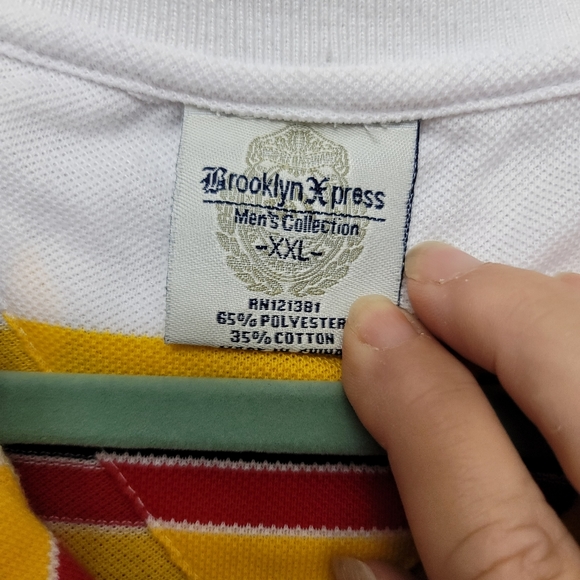 Brooklyn Xpress
Men's Collection
-XXL-
RN121381
65% POLYESTER
35% COTTON